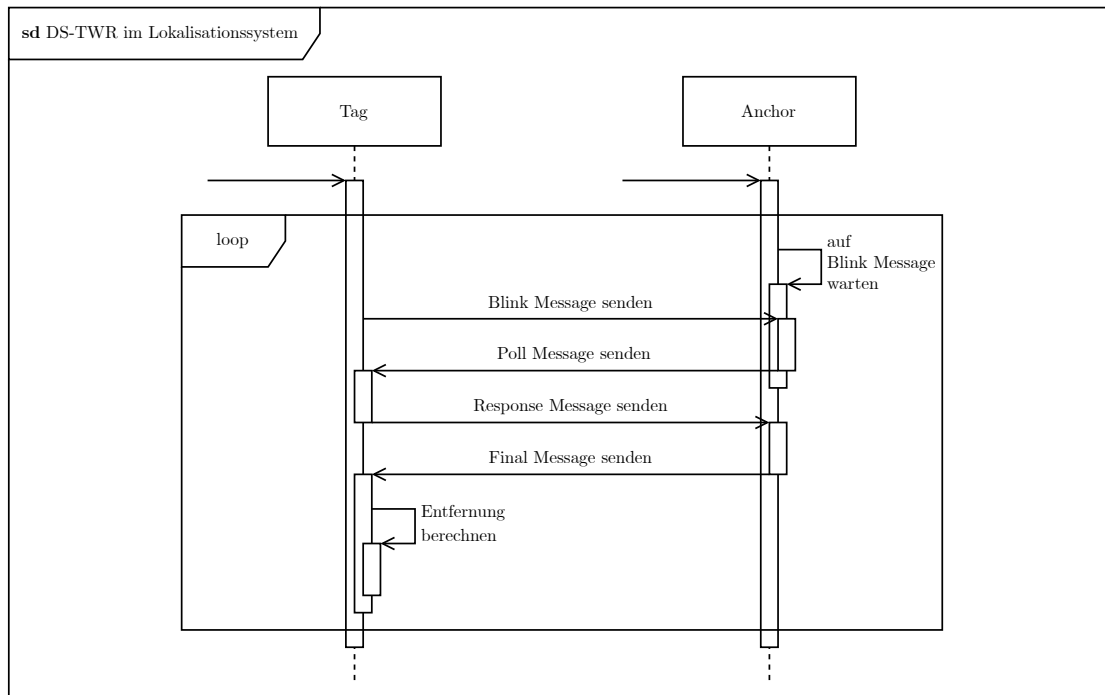 sd DS-TWR im Lokalisationssystem
Tag
Anchor
loop
auf
Blink Message
warten
Blink Message senden
Poll Message senden
Response Message senden
Final Message senden
Entfernung
berechnen